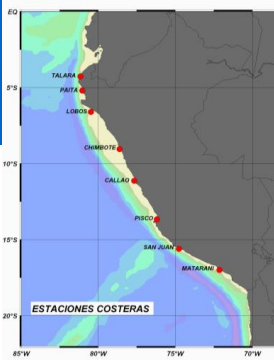 EQ
TALARA
PAITA
5°S
LOBOS
CHIMBOTE
10°S
CALLAO
PISCO
15°S
SAN JUAN
MATARANI
ESTACIONES COSTERAS
20°S
85°W 80°W 75°W 70°W